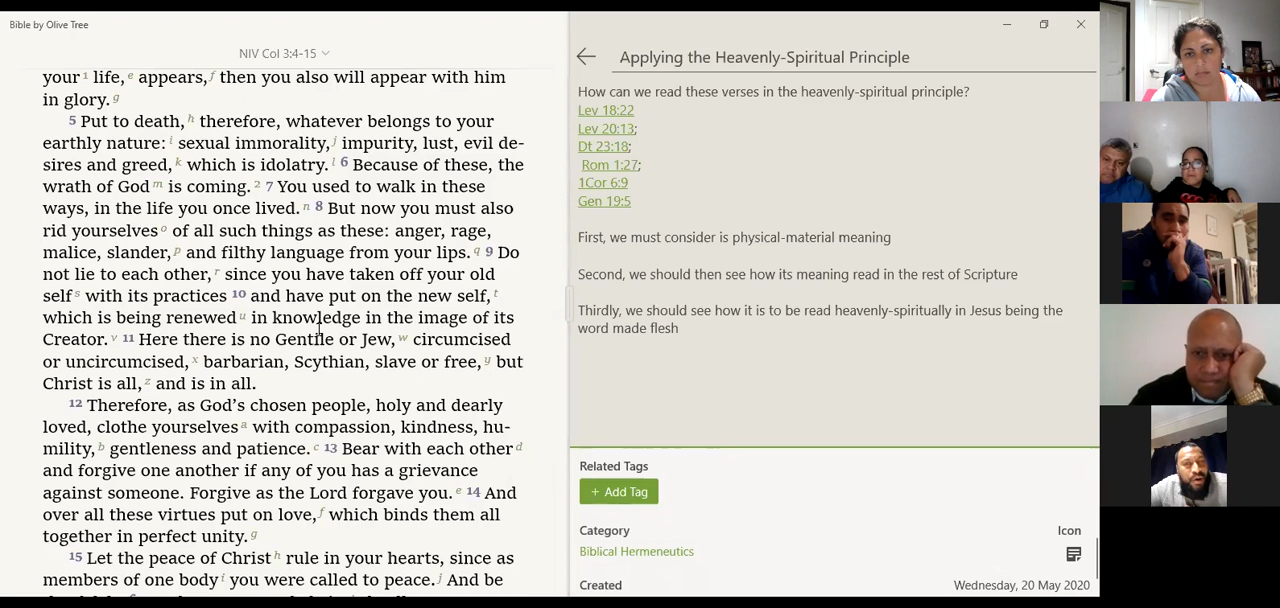 Bible by Olive Tree
NIV Col 3:4-15
your 1 life, e appears, f then you also will appear with him
in glory. g
5 Put to death, h therefore, whatever belongs to your
earthly nature: i sexual immorality, j impurity, lust, evil de-
sires and greed, k which is idolatry. l 6 Because of these, the
wrath of God m is coming. 2 7 You used to walk in these
ways, in the life you once lived. n 8 But now you must also
rid yourselves o of all such things as these: anger, rage,
malice, slander, p and filthy language from your lips. q 9 Do
not lie to each other, r since you have taken off your old
self s with its practices 10 and have put on the new self, t
which is being renewed u in knowledge in the image of its
Creator. v 11 Here there is no Gentile or Jew, w circumcised
or uncircumcised, x barbarian, Scythian, slave or free, y but
Christ is all, z and is in all.
12 Therefore, as God's chosen people, holy and dearly
loved, clothe yourselves a with compassion, kindness, hu-
mility, b gentleness and patience. c 13 Bear with each other d
and forgive one another if any of you has a grievance
against someone. Forgive as the Lord forgave you. e 14 And
over all these virtues put on love, f which binds them all
together in perfect unity. g
15 Let the peace of Christ h rule in your hearts, since as
members of one body i you were called to peace. j And be
Applying the Heavenly-Spiritual Principle
How can we read these verses in the heavenly-spiritual principle?
Lev 18:22
Lev 20:13;
Dt 23:18;
Rom 1:27;
1Cor 6:9
Gen 19:5
First, we must consider is physical-material meaning
Second, we should then see how its meaning read in the rest of Scripture
Thirdly, we should see how it is to be read heavenly-spiritually in Jesus being the
word made flesh
Related Tags
+ Add Tag
Category
Icon
Biblical Hermeneutics
Created
Wednesday, 20 May 2020